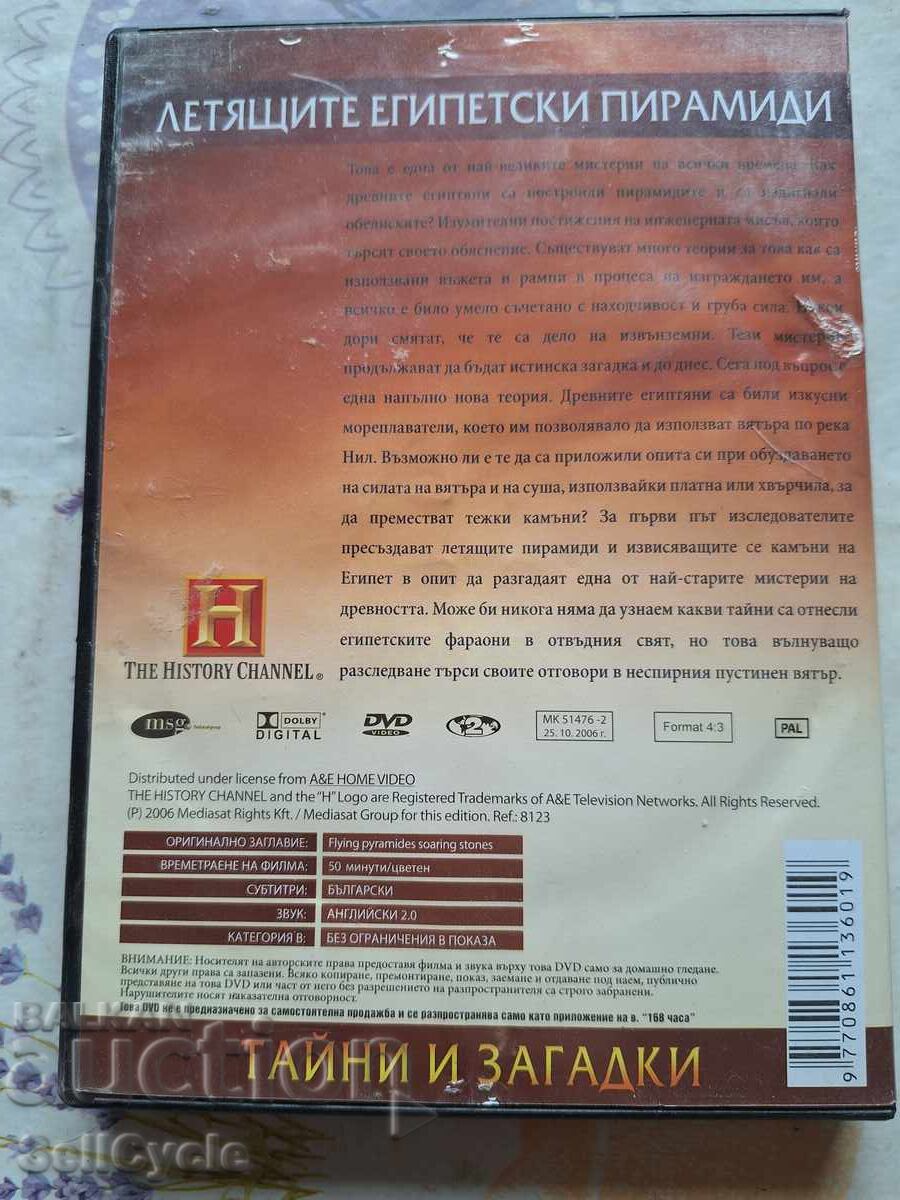 ЛЕТЯЩИТЕ ЕГИПЕТСКИ ПИРАМИДИ
Това е една от най-великите мистерии на всички времена. Как
древните египтяни са построили пирамидите и са издигнали
обелиските? Изумителни постижения на инженерната мисъл, които
търсят своето обяснение. Съществуват много теории за това как са
използвани въжета и рампи в процеса на изграждането им, а
всичко е било умело съчетано с находчивост и груба сила.
дори смятат, че те са дело на извънземни. Тези мистерии
продължават да бъдат истинска загадка и до днес. Сега под въпрос е
една напълно нова теория. Древните египтяни са били изкусни
мореплаватели, което им позволявало да използват вятъра по река
Нил. Възможно ли е те да са приложили опита си при обуздаването
на силата на вятъра и на суша, използвайки платна или хвърчила, за
да преместват тежки камъни? За първи път изследователите
пресъздават летящите пирамиди и извисяващите се камъни на
Египет в опит да разгадаят една от най-старите мистерии на
древността. Може би никога няма да узнаем какви тайни са отнесли
египетските фараони в отвъдния свят, но това вълнуващо
разследване търси своите отговори в неспирния пустинен вятър.
H
THE HISTORY CHANNEL®
msg
DOLBY
DIGITAL
DVD
VIDEO
2
MK 51476 -2
25. 10. 2006 г.
Format 4:3
PAL
Distributed under license from A&E HOME VIDEO
THE HISTORY CHANNEL and the "H" Logo are Registered Trademarks of A&E Television Networks. All Rights Reserved.
(P) 2006 Mediasat Rights Kft. / Mediasat Group for this edition. Ref.: 8123
ОРИГИНАЛНО ЗАГЛАВИЕ: Flying pyramides soaring stones
ВРЕМЕТРАЕНЕ НА ФИЛМА: 50 минути/цветен
СУБТИТРИ: БЪЛГАРСКИ
ЗВУК: АНГЛИЙСКИ 2.0
КАТЕГОРИЯ B: БЕЗ ОГРАНИЧЕНИЯ В ПОКАЗА
ВНИМАНИЕ: Носителят на авторските права предоставя филма и звука върху това DVD само за домашно гледане.
Всички други права са запазени. Всяко копиране, премонтиране, показ, заемане и отдаване под наем, публично
представяне на това DVD или част от него без разрешението на разпространителя са строго забранени.
Нарушителите носят наказателна отговорност.
Това DVD не е предназначено за самостоятелна продажба и се разпространява само като приложение на в. "168 часа"
ТАЙНИ И ЗАГАДКИ
9 770861 136019
BALKAN
auction
SellCycle